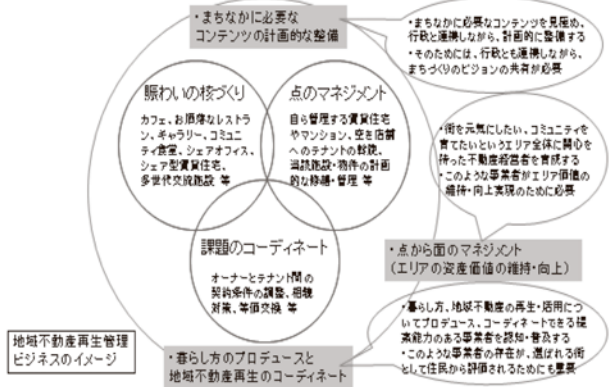 ・まちなかに必要な
コンテンツの計画的な整備
・まちなかに必要なコンテンツを見極め、
行政と連携しながら、計画的に整備する
・そのためには、行政とも連携しながら、
まちづくりのビジョンの共有が必要
賑わいの核づくり
カフェ、お洒落なレストラ
ン、ギャラリー、コミュニ
ティ食堂、シェアオフィス、
シェア型賃貸住宅、
多世代交流施設 等
点のマネジメント
自ら管理する賃貸住宅
やマンション、空き店舗
へのテナントの斡旋、
当該施設・物件の計画
的な修繕・管理 等
・街を元気にしたい、コミュニティを
育てたいというエリア全体に関心を
持った不動産経営者を育成する
・このような事業者がエリア価値の
維持・向上実現のために必要
課題のコーディネート
オーナーとテナント間の
契約条件の調整、相続
対策、等価交換 等
・点から面のマネジメント
（エリアの資産価値の維持・向上）
・暮らし方、地域不動産の再生・活用につ
いてプロデュース、コーディネートできる提
案能力のある事業者を認知・普及する
・このような事業者の存在が、選ばれる街
として住民から評価されるためにも重要
地域不動産再生管理
ビジネスのイメージ
・暮らし方のプロデュースと
地域不動産再生のコーディネート